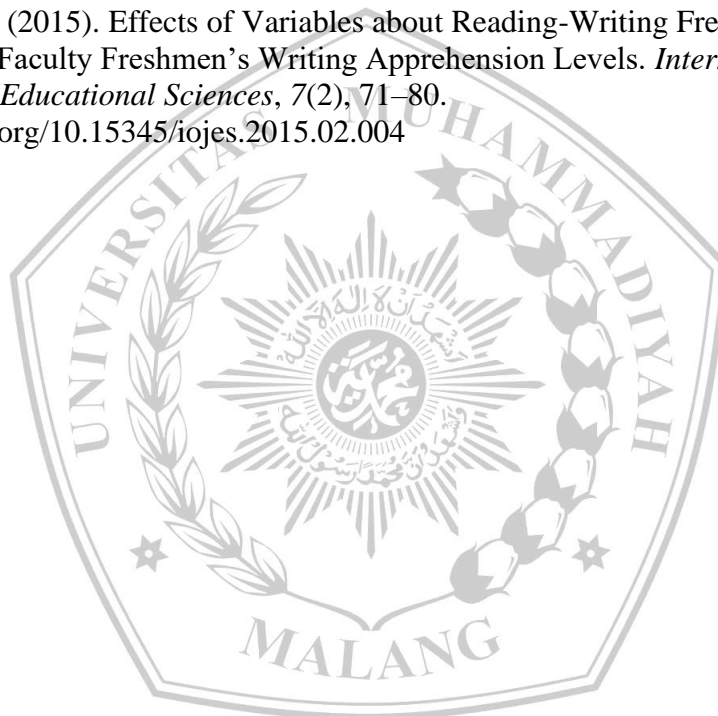 (2015). Effects of Variables about Reading-Writing Fre
Faculty Freshmen’s Writing Apprehension Levels. Inter
Educational Sciences, 7(2), 71–80.
org/10.15345/iojes.2015.02.004
UNIVERSITAS MUHAMMADIYAH
MALANG